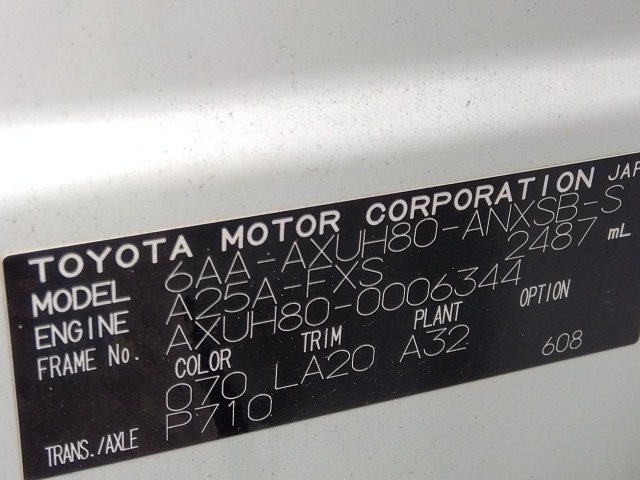 TOYOTA MOTOR CORPORATION JAP
MODEL 6AA-AXUH80-ANXSB-S
ENGINE A25A-FXS 2487 mL
FRAME No. AXUH80-0006344
COLOR TRIM PLANT OPTION
070 LA20 A32 608
TRANS./AXLE P710